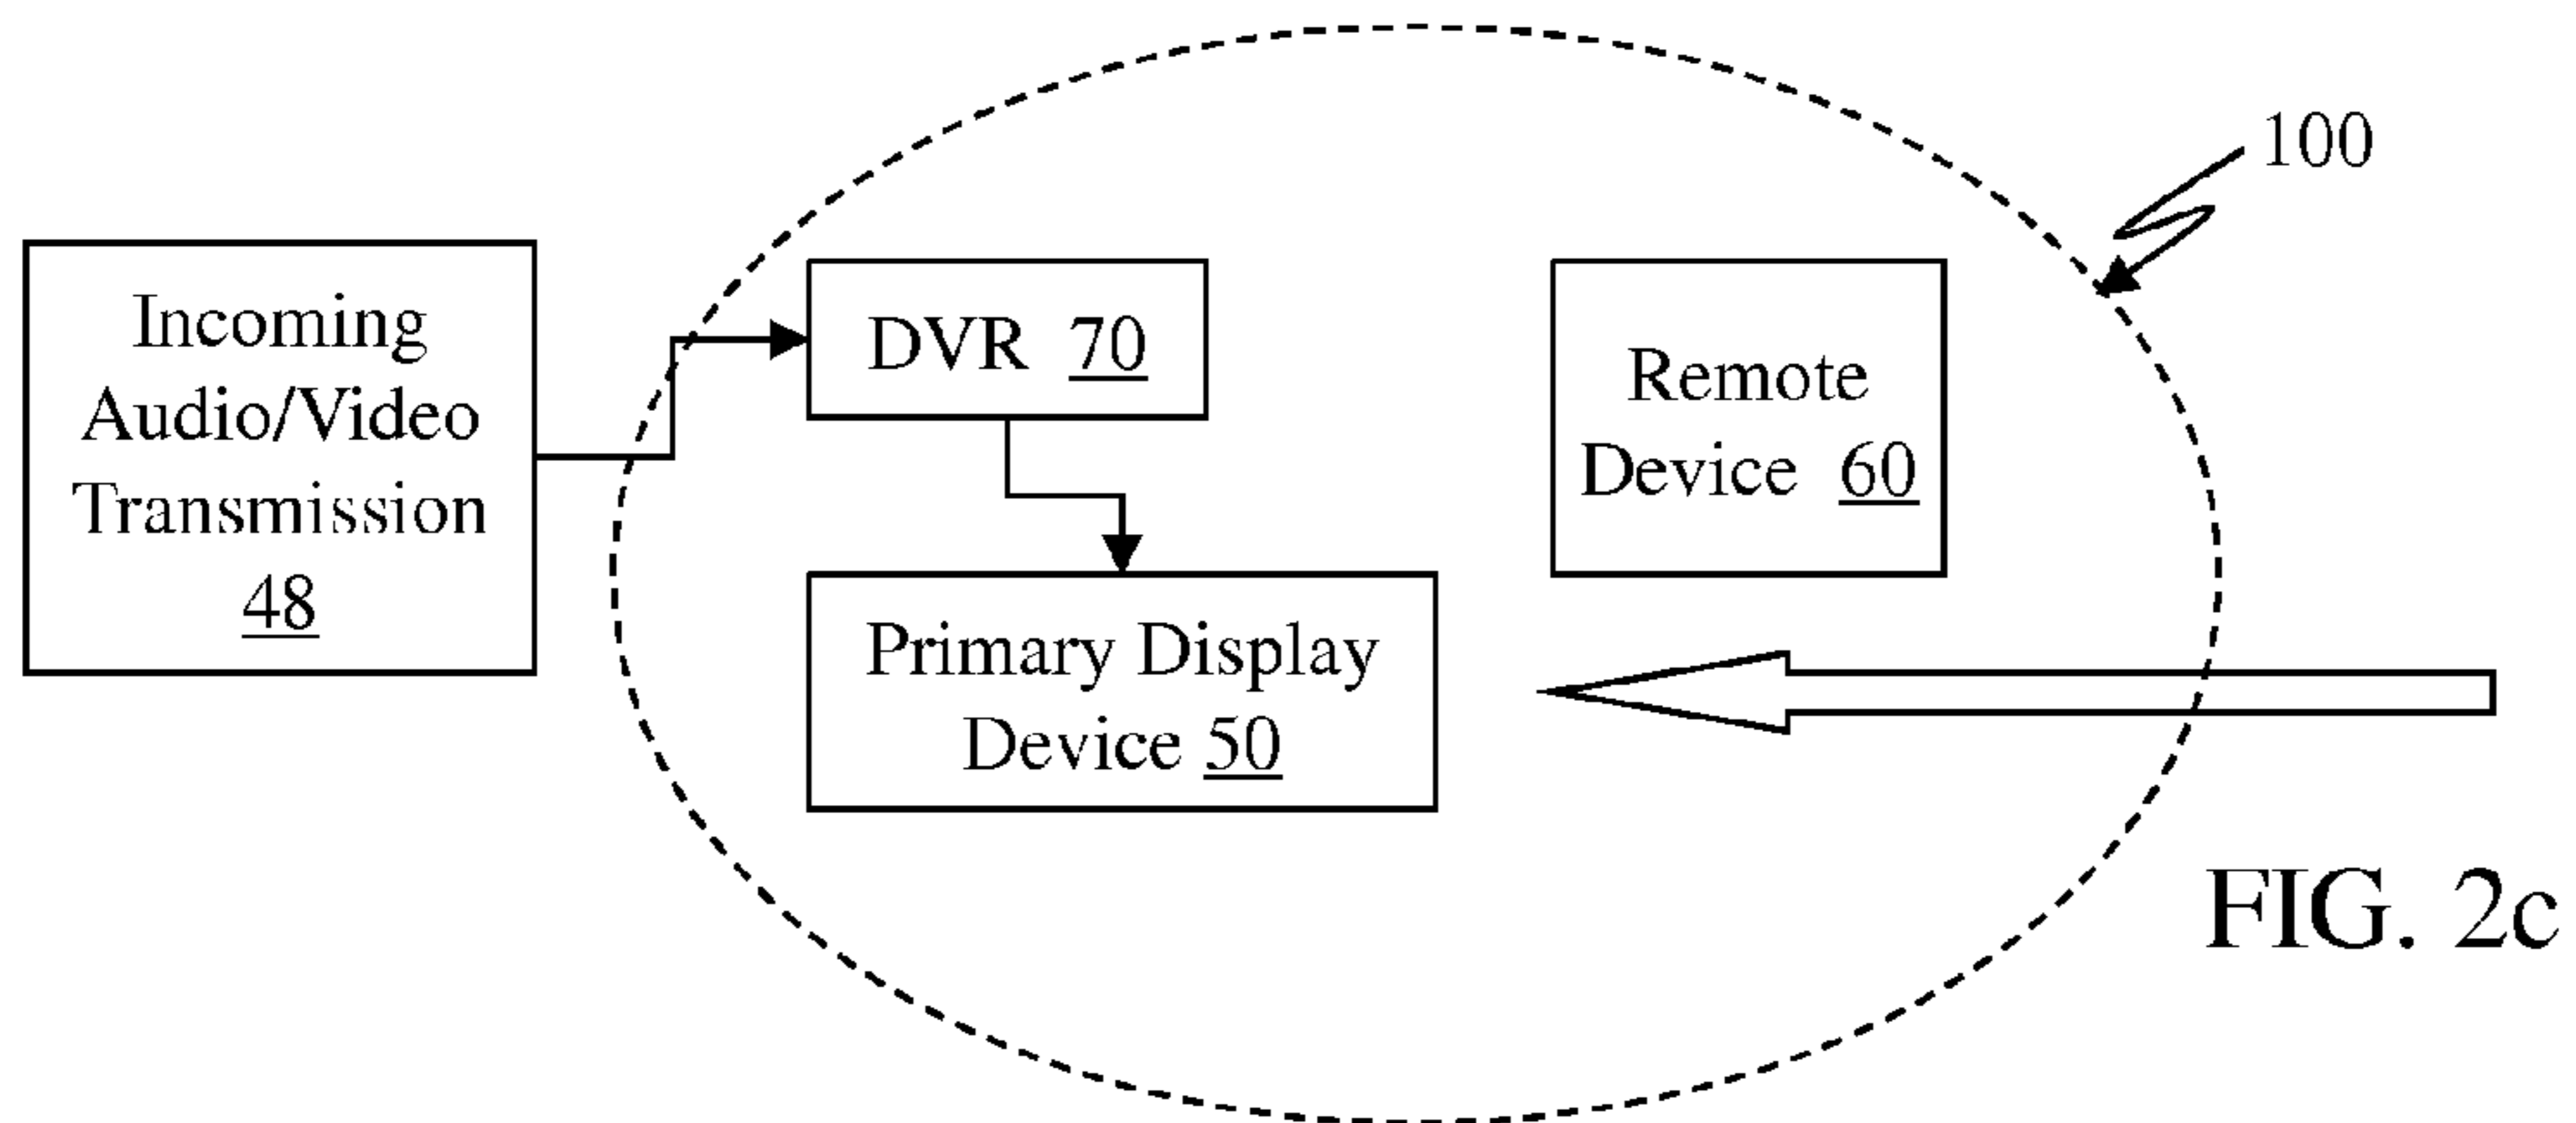 100
Incoming
Audio/Video
Transmission
48
DVR 70
Remote
Device 60
Primary Display
Device 50
FIG. 2c